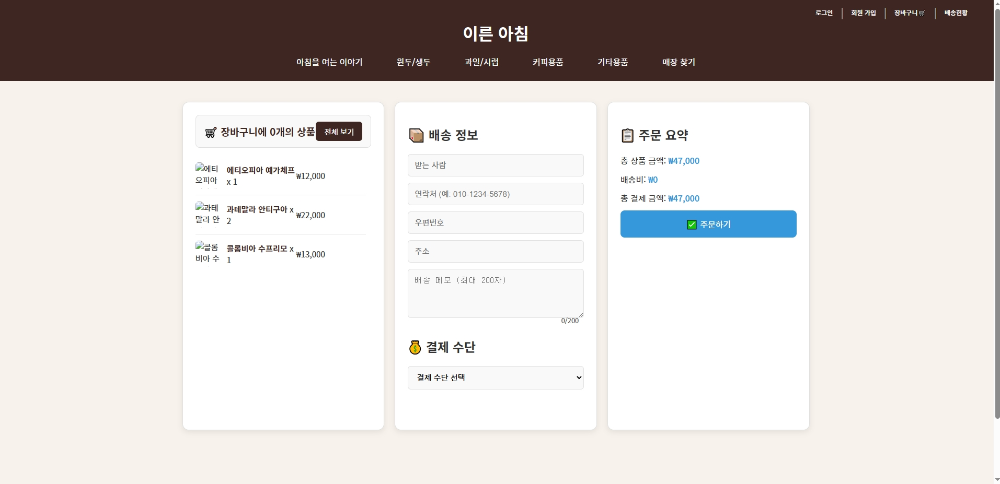 로그인
회원 가입
장바구니🛒
배송현황
이른 아침
아침을 여는 이야기
원두/생두
과일/시럽
커피용품
기타용품
매장 찾기
🛒 장바구니에 0개의 상품
전체 보기
에티
오피아
에티오피아 예가체프
x 1
₩12,000
과테
말라 안
과테말라 안티구아 x
2
₩22,000
콜롬
비아 수
콜롬비아 수프리모 x
1
₩13,000
📦 배송 정보
받는 사람
연락처 (예: 010-1234-5678)
우편번호
주소
배송 메모 (최대 200자)
0/200
💰 결제 수단
결제 수단 선택
📋 주문 요약
총 상품 금액: ₩47,000
배송비: ₩0
총 결제 금액: ₩47,000
✅ 주문하기